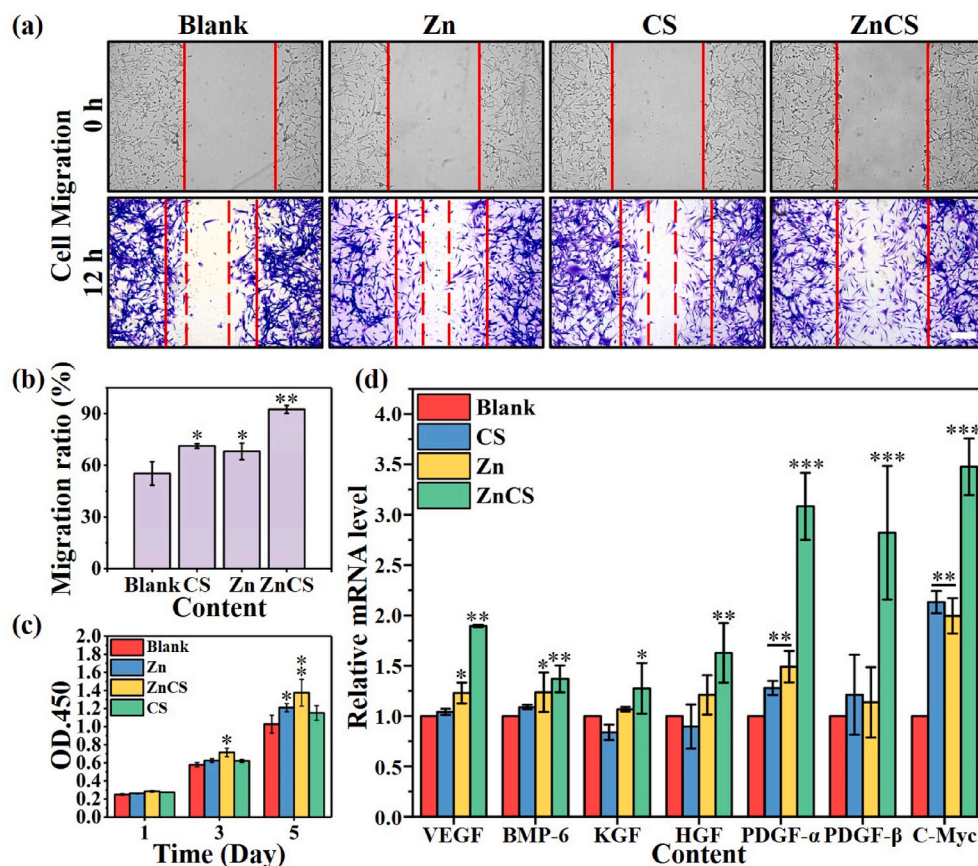 (a)
Blank
Zn
CS
ZnCS
Cell Migration
0 h
12 h
(b)
Migration ratio (%)
90
60
30
0
*
*
**
Blank
CS
Zn
ZnCS
Content
(c)
OD.450
2.0
1.8
1.6
1.4
1.2
1.0
0.8
0.6
0.4
0.2
0.0
Blank
Zn
ZnCS
CS
*
*
*
*
1
3
5
Time (Day)
(d)
Relative mRNA level
4.0
3.5
3.0
2.5
2.0
1.5
1.0
0.5
0.0
Blank
CS
Zn
ZnCS
*
**
*
**
*
**
**
***
***
**
***
VEGF
BMP-6
KGF
HGF
PDGF-α
PDGF-β
C-Myc
Content